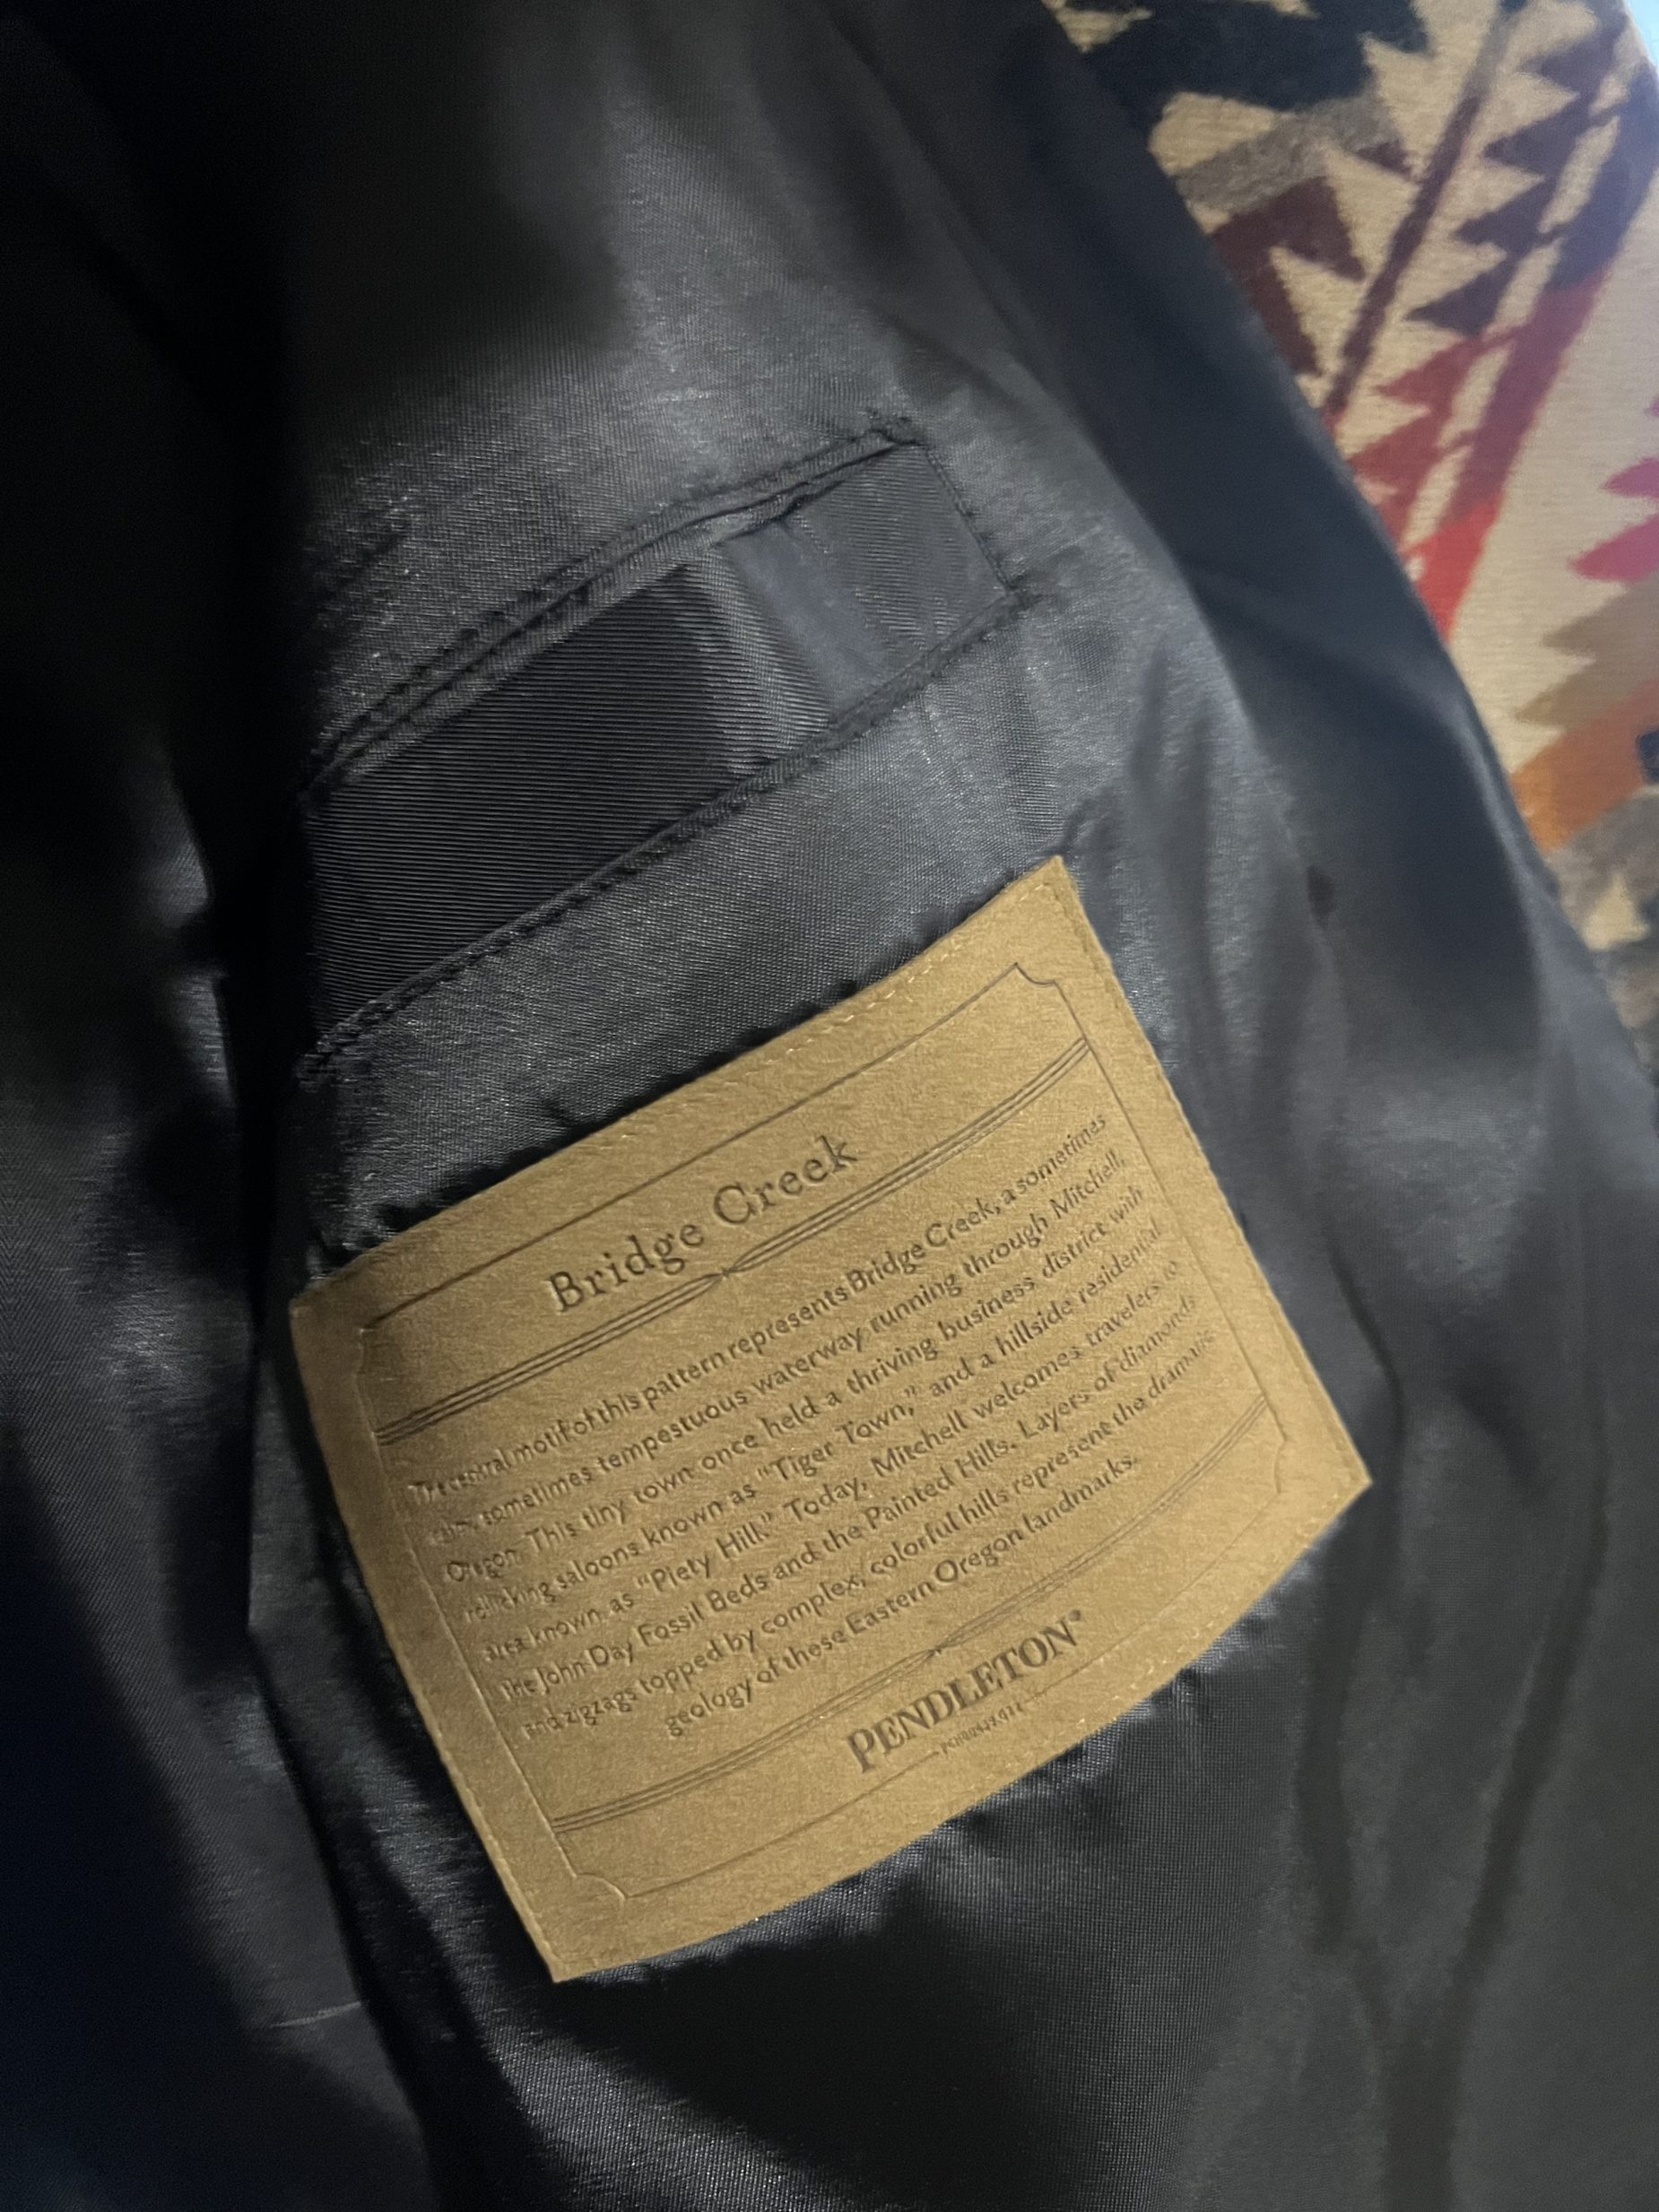 Bridge Creek
The central motif of this pattern represents Bridge Creek, a sometimes
tiny, sometimes tempestuous waterway running through Mitchell,
Oregon. This tiny town once held a thriving business district with
rollicking saloons known as “Tiger Town,” and a hillside residential
area known as “Piety Hill.” Today, Mitchell welcomes travelers to
the John Day Fossil Beds and the Painted Hills. Layers of diamonds
and zigzags topped by complex, colorful hills represent the dramatic
geology of these Eastern Oregon landmarks.
PENDLETON®